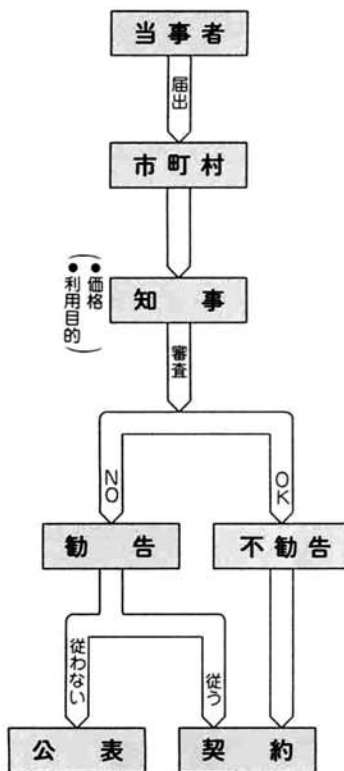 当事者
届出
市町村
●価格
●利用目的
知事
審査
NO
OK
勧告
不勧告
従わない
従う
公表
契約